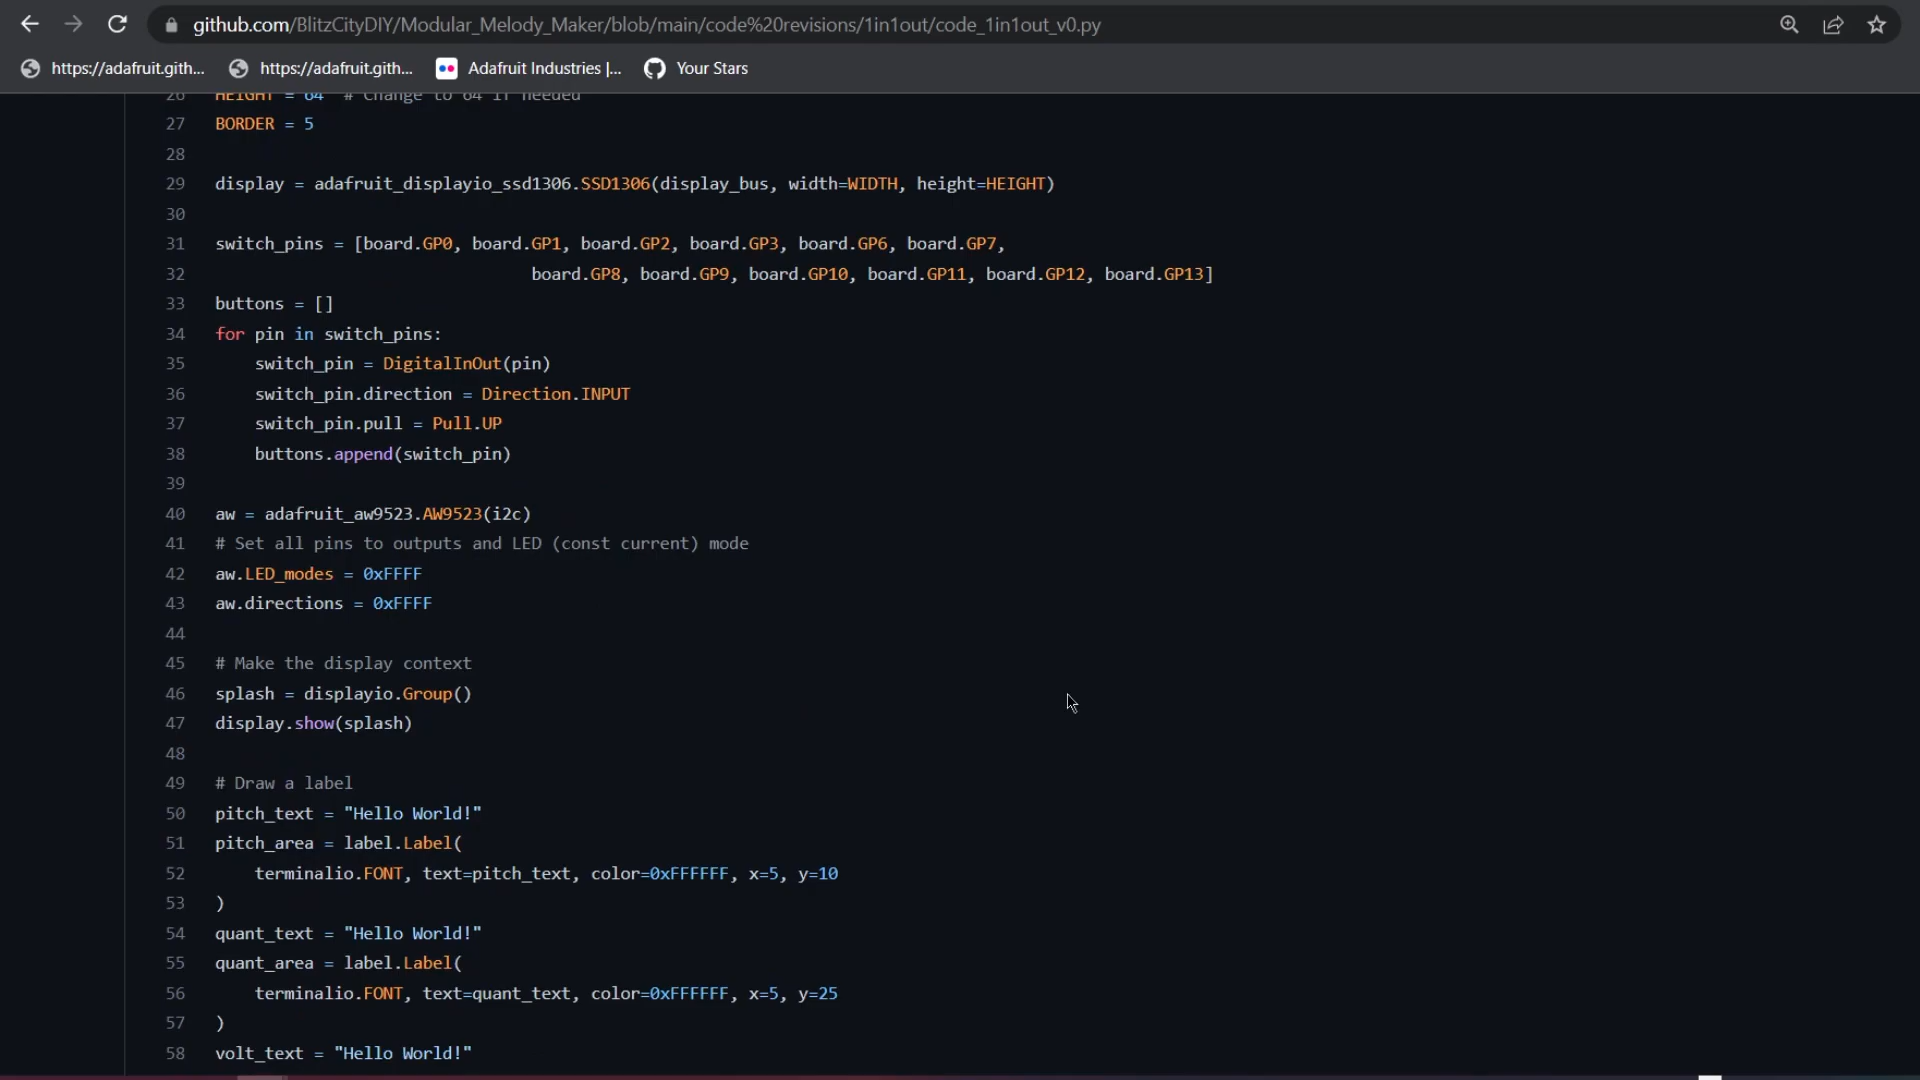 github.com/BlitzCityDIY/Modular_Melody_Maker/blob/main/code%20revisions/1in1out/code_1in1out_v0.py
https://adafruit.gith... https://adafruit.gith... Adafruit Industries |... Your Stars
26 HEIGHT = 64 # Change to 64 if needed
27 BORDER = 5
28
29 display = adafruit_displayio_ssd1306.SSD1306(display_bus, width=WIDTH, height=HEIGHT)
30
31 switch_pins = [board.GP0, board.GP1, board.GP2, board.GP3, board.GP6, board.GP7,
32 board.GP8, board.GP9, board.GP10, board.GP11, board.GP12, board.GP13]
33 buttons = []
34 for pin in switch_pins:
35 switch_pin = DigitalInOut(pin)
36 switch_pin.direction = Direction.INPUT
37 switch_pin.pull = Pull.UP
38 buttons.append(switch_pin)
39
40 aw = adafruit_aw9523.AW9523(i2c)
41 # Set all pins to outputs and LED (const current) mode
42 aw.LED_modes = 0xFFFF
43 aw.directions = 0xFFFF
44
45 # Make the display context
46 splash = displayio.Group()
47 display.show(splash)
48
49 # Draw a label
50 pitch_text = "Hello World!"
51 pitch_area = label.Label(
52 terminalio.FONT, text=pitch_text, color=0xFFFFFF, x=5, y=10
53 )
54 quant_text = "Hello World!"
55 quant_area = label.Label(
56 terminalio.FONT, text=quant_text, color=0xFFFFFF, x=5, y=25
57 )
58 volt_text = "Hello World!"